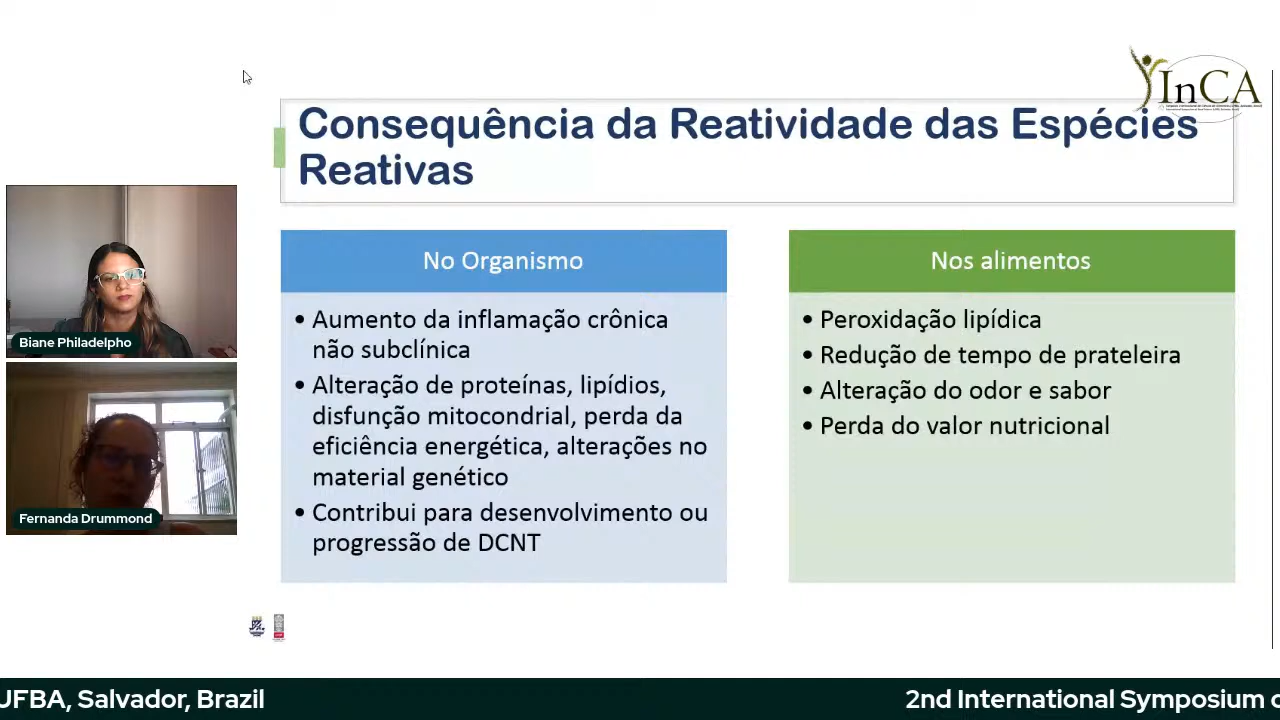 InCA
Consequência da Reatividade das Espécies
Reativas
No Organismo
• Aumento da inflamação crônica
não subclínica
• Alteração de proteínas, lipídios,
disfunção mitocondrial, perda da
eficiência energética, alterações no
material genético
• Contribui para desenvolvimento ou
progressão de DCNT
Nos alimentos
• Peroxidação lipídica
• Redução de tempo de prateleira
• Alteração do odor e sabor
• Perda do valor nutricional
Biane Philadelpho
Fernanda Drummond
UFBA, Salvador, Brazil
2nd International Symposium